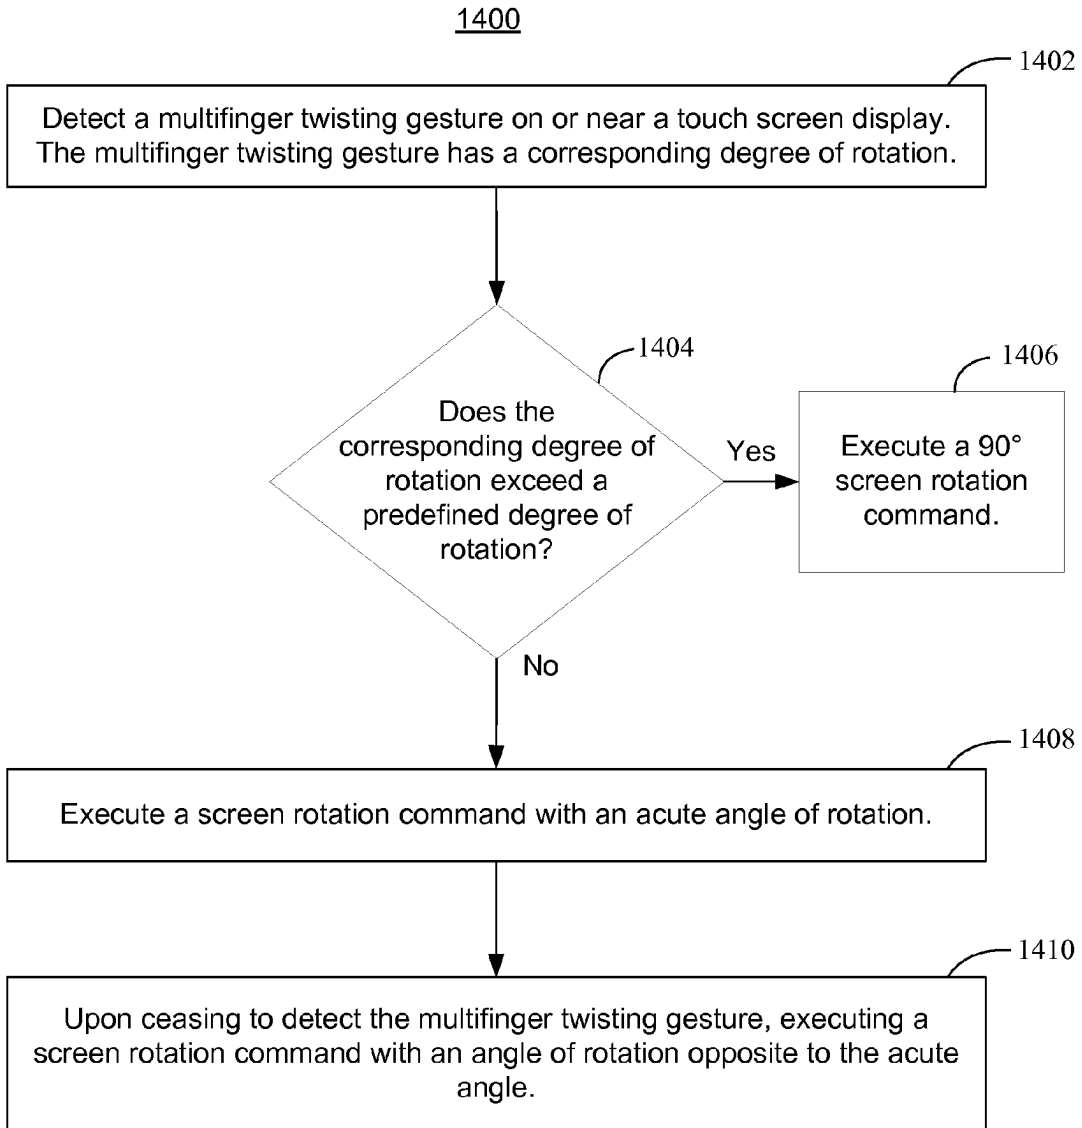 1400
1402
Detect a multifinger twisting gesture on or near a touch screen display.
The multifinger twisting gesture has a corresponding degree of rotation.
1404
Does the
corresponding degree of
rotation exceed a
predefined degree of
rotation?
Yes
1406
Execute a 90°
screen rotation
command.
No
1408
Execute a screen rotation command with an acute angle of rotation.
1410
Upon ceasing to detect the multifinger twisting gesture, executing a
screen rotation command with an angle of rotation opposite to the acute
angle.